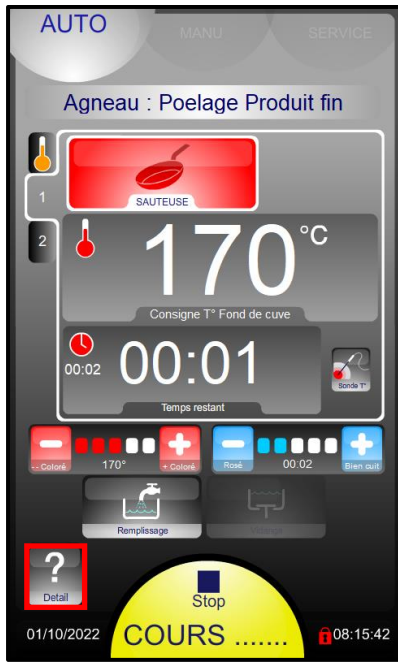 AUTO
MANU
SERVICE
Agneau : Poelage Produit fin
1
SAUTEUSE
2
170°C
Consigne T° Fond de cuve
00:02
00:01
Sonde T°
Temps restant
- - Coloré
170°
+ Coloré
Rosé
00:02
Bien cuit
Remplissage
Vidange
?
Detail
Stop
01/10/2022
COURS .......
08:15:42